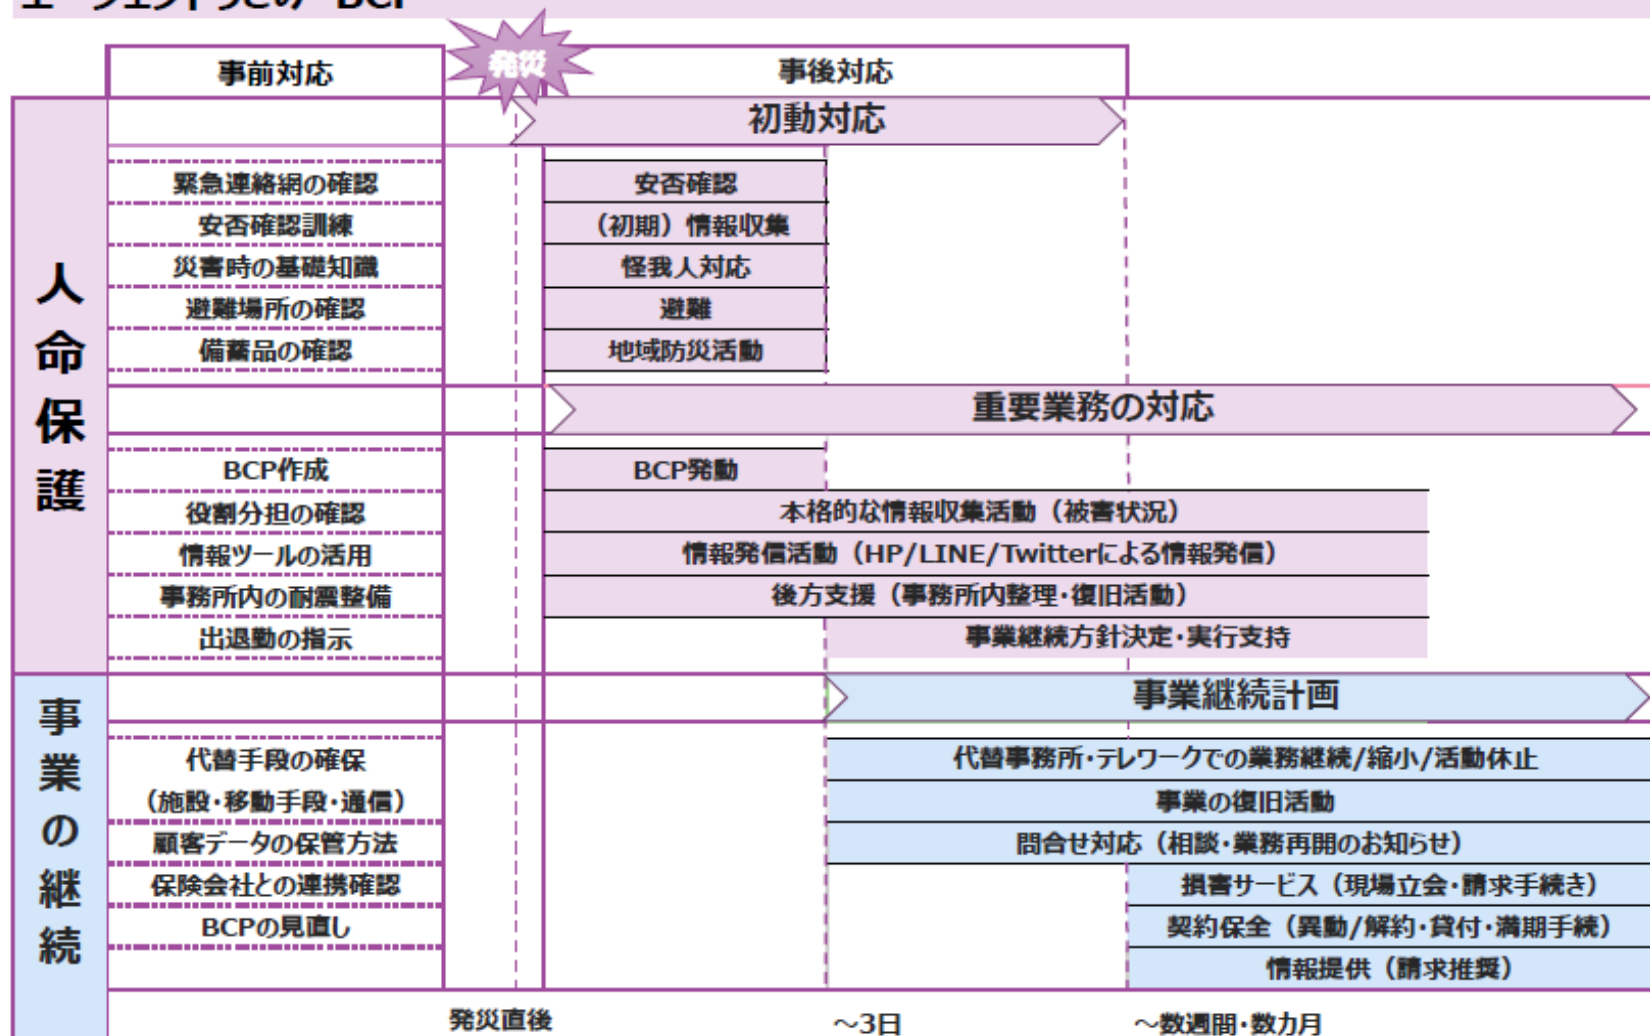 BCP
事前対応
発災
事後対応
初動対応
人命保護
緊急連絡網の確認
安否確認
安否確認訓練
（初期）情報収集
災害時の基礎知識
怪我人対応
避難場所の確認
避難
備蓄品の確認
地域防災活動
重要業務の対応
BCP作成
BCP発動
役割分担の確認
本格的な情報収集活動（被害状況）
情報ツールの活用
情報発信活動（HP/LINE/Twitterによる情報発信）
事務所内の耐震整備
後方支援（事務所内整理・復旧活動）
出退勤の指示
事業継続方針決定・実行支持
事業の継続
事業継続計画
代替手段の確保
代替事務所・テレワークでの業務継続/縮小/活動休止
（施設・移動手段・通信）
事業の復旧活動
顧客データの保管方法
問合せ対応（相談・業務再開のお知らせ）
保険会社との連携確認
損害サービス（現場立会・請求手続き）
BCPの見直し
契約保全（異動/解約・貸付・満期手続）
情報提供（請求推奨）
発災直後
～3日
～数週間・数カ月